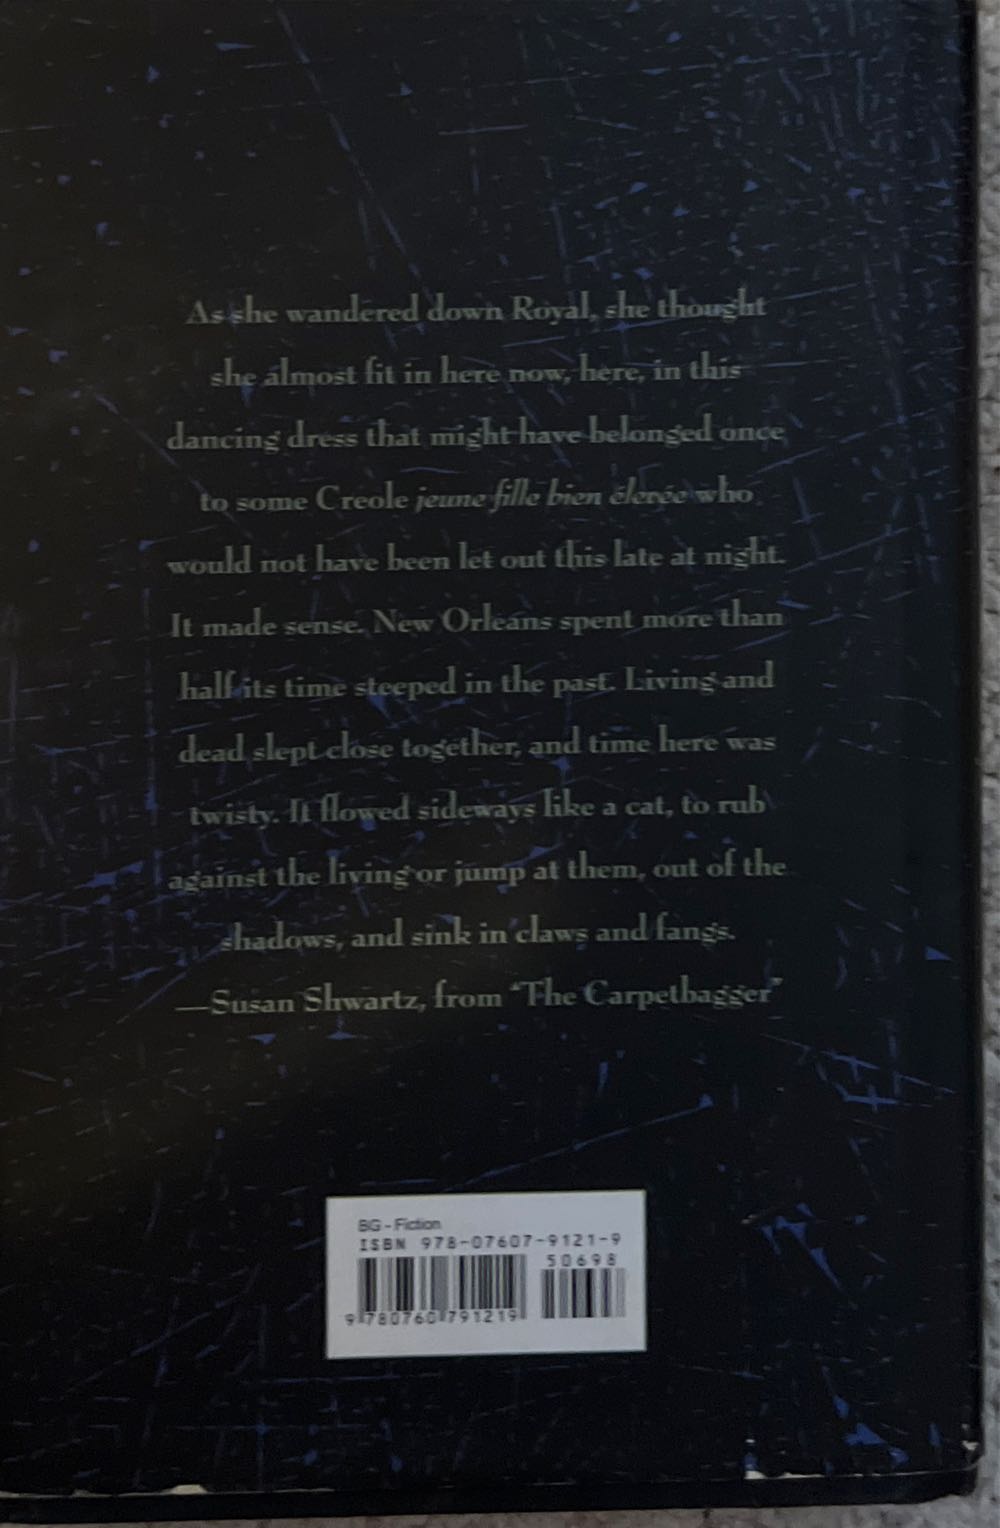 As she wandered down Royal, she thought
she almost fit in here now, here, in this
dancing dress that might have belonged once
to some Creole jeune fille bien élevée who
would not have been let out this late at night.
It made sense. New Orleans spent more than
half its time steeped in the past. Living and
dead slept close together, and time here was
twisty. It flowed sideways like a cat, to rub
against the living or jump at them, out of the
shadows, and sink in claws and fangs.
—Susan Shwartz, from “The Carpetbagger”
BG - Fiction
ISBN 978-07607-9121-9
50698
9 780760 791219